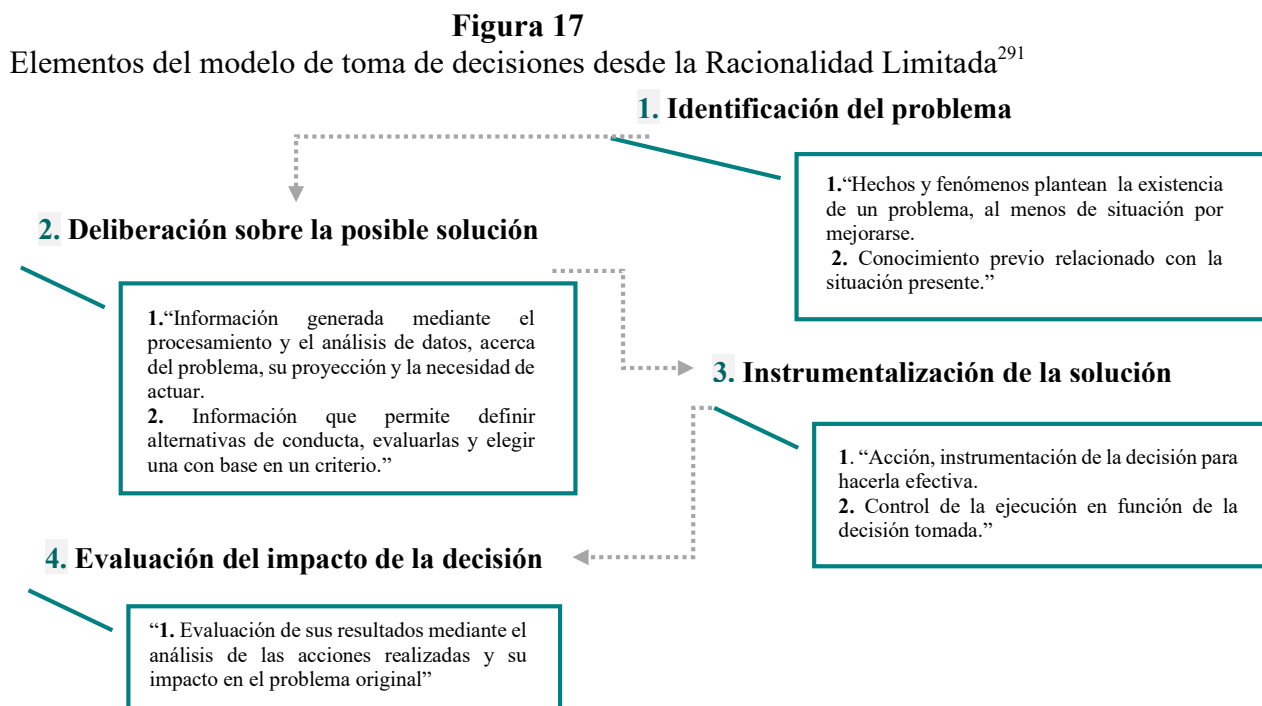 Figura 17
Elementos del modelo de toma de decisiones desde la Racionalidad Limitada291
1. Identificación del problema
1.“Hechos y fenómenos plantean la existencia
de un problema, al menos de situación por
mejorarse.
2. Conocimiento previo relacionado con la
situación presente.”
2. Deliberación sobre la posible solución
1.“Información generada mediante el
procesamiento y el análisis de datos, acerca
del problema, su proyección y la necesidad de
actuar.
2. Información que permite definir
alternativas de conducta, evaluarlas y elegir
una con base en un criterio.”
3. Instrumentalización de la solución
1. “Acción, instrumentación de la decisión para
hacerla efectiva.
2. Control de la ejecución en función de la
decisión tomada.”
4. Evaluación del impacto de la decisión
“1. Evaluación de sus resultados mediante el
análisis de las acciones realizadas y su
impacto en el problema original”